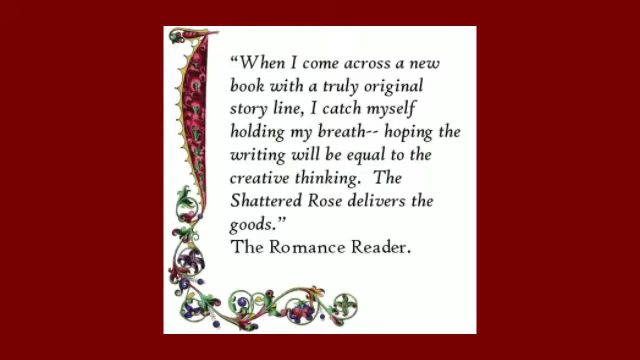 “When I come across a new
book with a truly original
story line, I catch myself
holding my breath-- hoping the
writing will be equal to the
creative thinking.  The
Shattered Rose delivers the
goods.”
The Romance Reader.